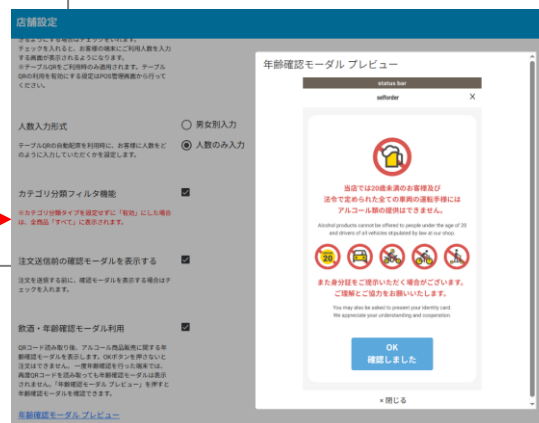 店舗設定
きるようにする場合はチェックをいれます。
チェックを入れると、お客様の端末にご利用人数を入力
する画面が表示されるようになります。
※テーブルQRをご利用時のみ適用されます。テーブル
QRの利用を有効にする設定はPOS管理画面から行って
ください。
人数入力形式
男女別入力
テーブルQRの自動配席を利用時に、お客様に人数をど
のように入力していただくかを設定します。
人数のみ入力
カテゴリ分類フィルタ機能
※カテゴリ分類タイプを設定せずに「有効」にした場合
は、全商品「すべて」に表示されます。
注文送信前の確認モーダルを表示する
注文を送信する前に、確認モーダルを表示する場合はチ
ェックを入れます。
飲酒・年齢確認モーダル利用
QRコード読み取り後、アルコール商品販売に関する年
齢確認モーダルを表示します。OKボタンを押さないと
注文はできません。一度年齢確認を行った端末では、
再度QRコードを読み取っても年齢確認モーダルは表示
されません。「年齢確認モーダル プレビュー」を押すと
年齢確認モーダルを確認できます。
年齢確認モーダル プレビュー
年齢確認モーダル プレビュー
status bar
selforder
X
当店では20歳未満のお客様及び
法令で定められた全ての車両の運転手様には
アルコール類の提供はできません。
Alcohol products cannot be offered to people under the age of 20
and drivers of all vehicles stipulated by law at our shop.
20
また身分証をご提示いただく場合がございます。
ご理解とご協力をお願いいたします。
You may also be asked to present your identity card.
We appreciate your understanding and cooperation.
OK
確認しました
×閉じる